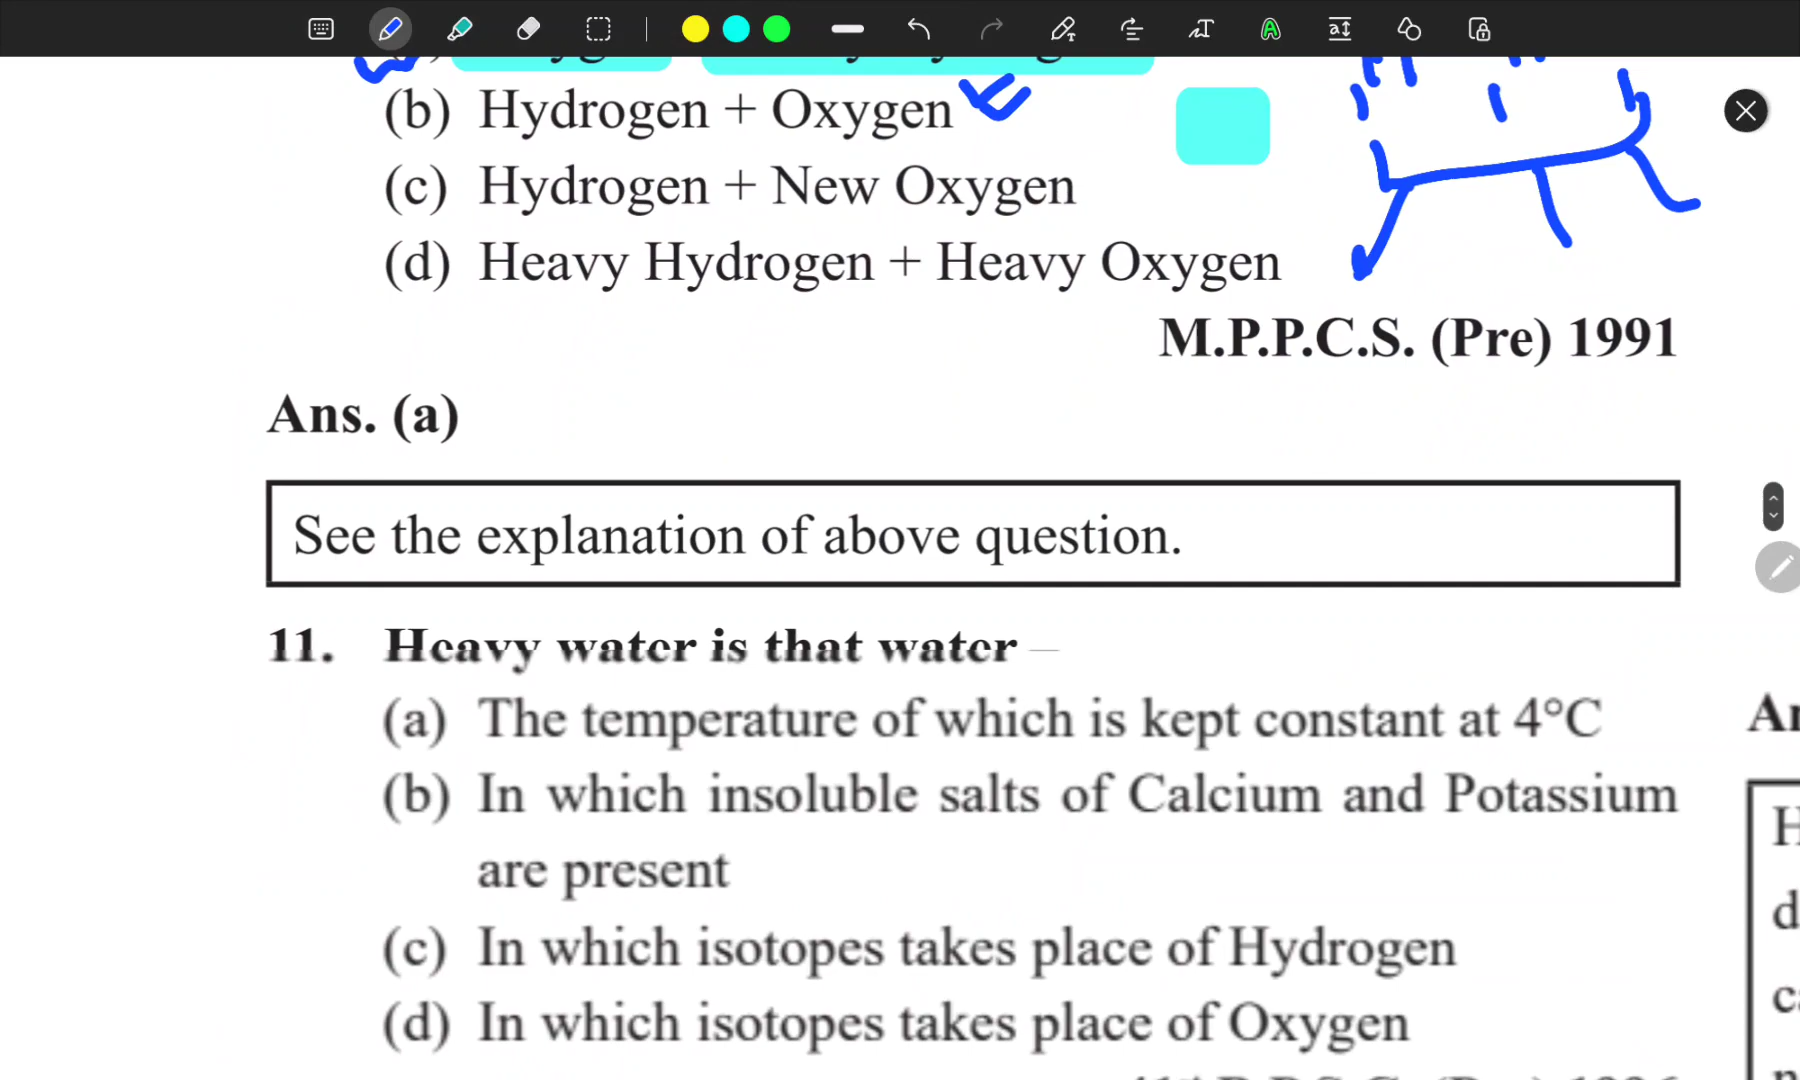 (b) Hydrogen + Oxygen
(c) Hydrogen + New Oxygen
(d) Heavy Hydrogen + Heavy Oxygen
M.P.P.C.S. (Pre) 1991
Ans. (a)
See the explanation of above question.
11. Heavy water is that water –
(a) The temperature of which is kept constant at 4°C
(b) In which insoluble salts of Calcium and Potassium
are present
(c) In which isotopes takes place of Hydrogen
(d) In which isotopes takes place of Oxygen